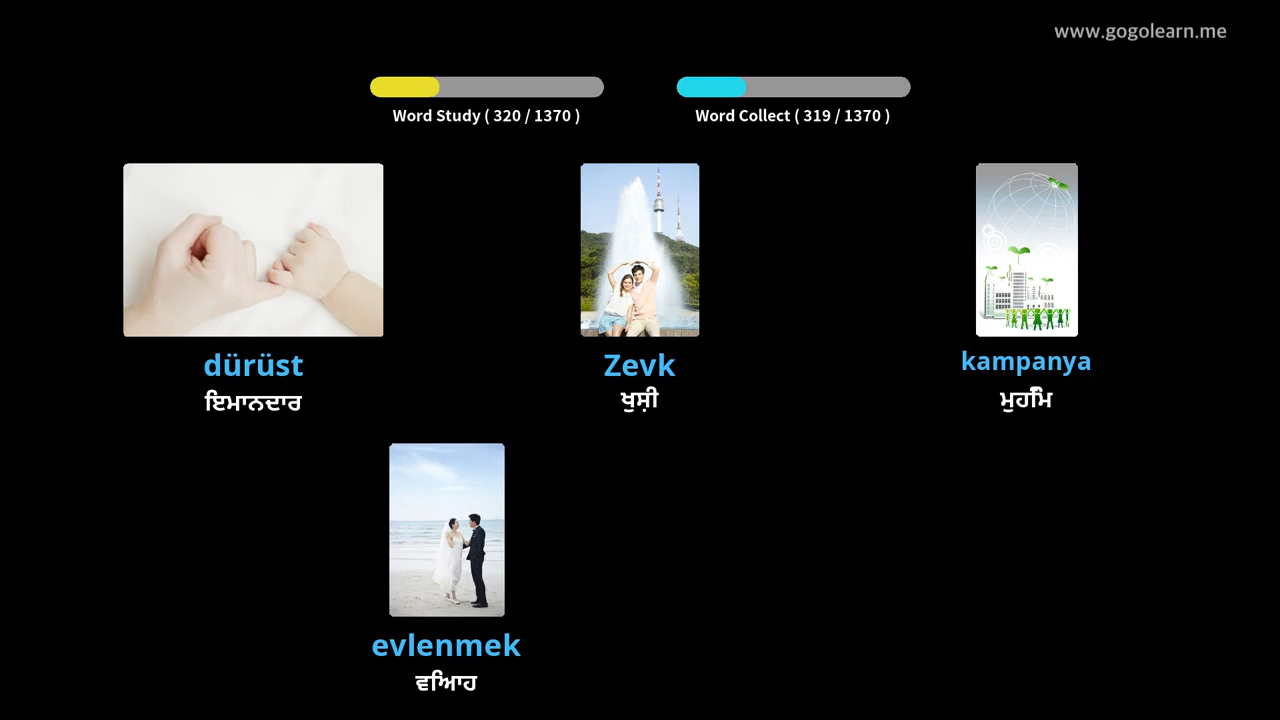 www.gogolearn.me
Word Study ( 320 / 1370 )
Word Collect ( 319 / 1370 )
dürüst
ਇਮਾਨਦਾਰ
Zevk
ਖੁਸ਼ੀ
kampanya
ਮੁਹਿੰਮ
evlenmek
ਵਿਆਹ